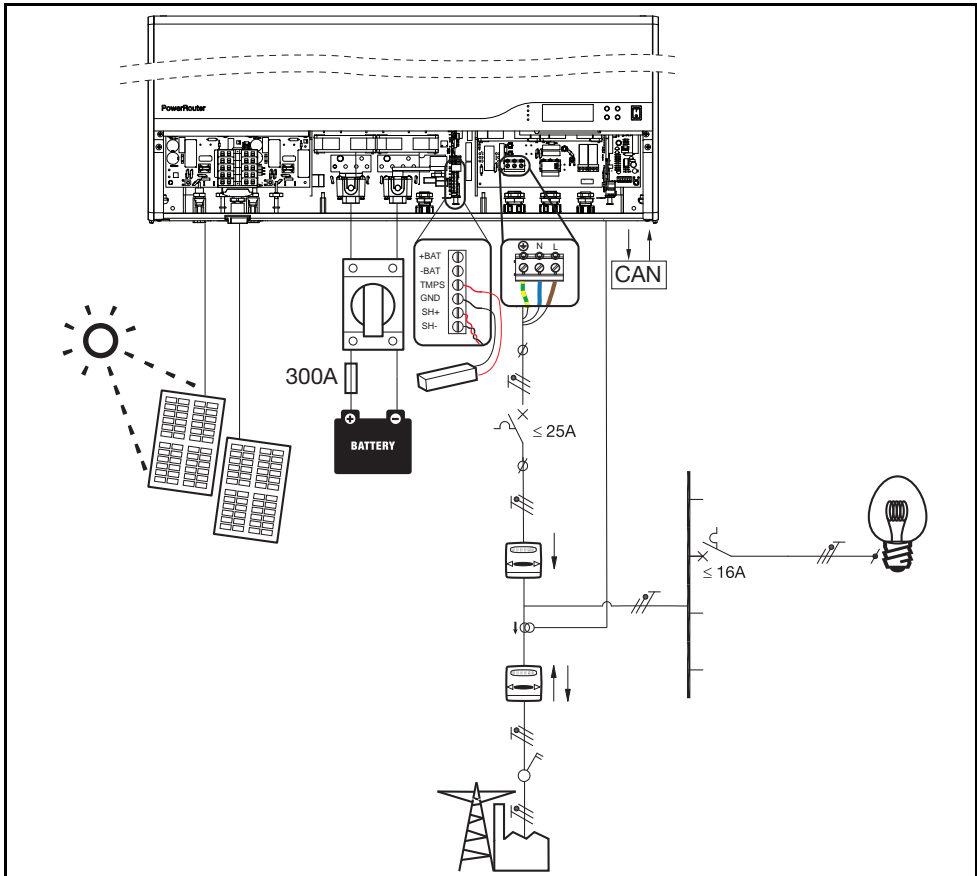 PowerRouter
+BAT
-BAT
TMPS
GND
SH+
SH-
N L
CAN
300A
+ -
BATTERY
≤ 25A
≤ 16A